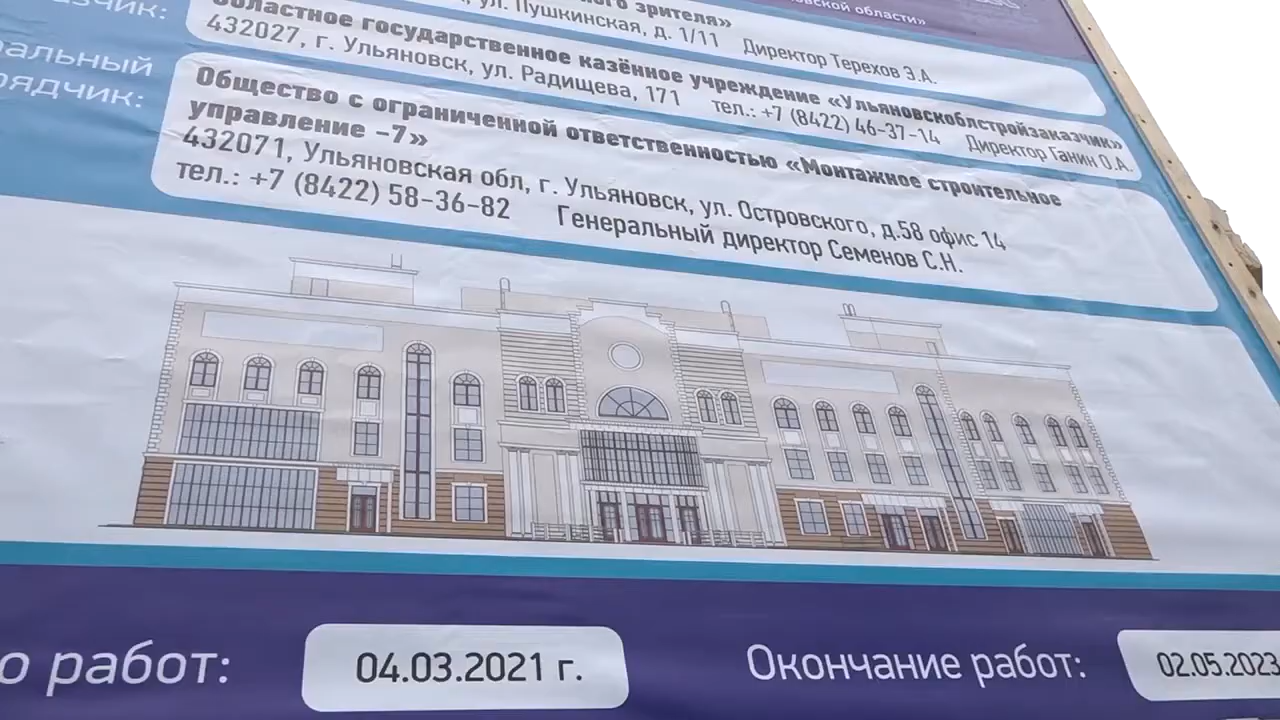 зрителя»
ул. Пушкинская, д. 1/11 Директор Терехов Э.А.
области»
Областное государственное казённое учреждение «Ульяновскоблстройзаказчик»
432027, г. Ульяновск, ул. Радищева, 171 тел.: +7 (8422) 46-37-14 Директор Ганин О.А.
Общество с ограниченной ответственностью «Монтажное строительное
управление -7»
432071, Ульяновская обл, г. Ульяновск, ул. Островского, д.58 офис 14
тел.: +7 (8422) 58-36-82 Генеральный директор Семенов С.Н.
работ: 04.03.2021 г. Окончание работ: 02.05.2023